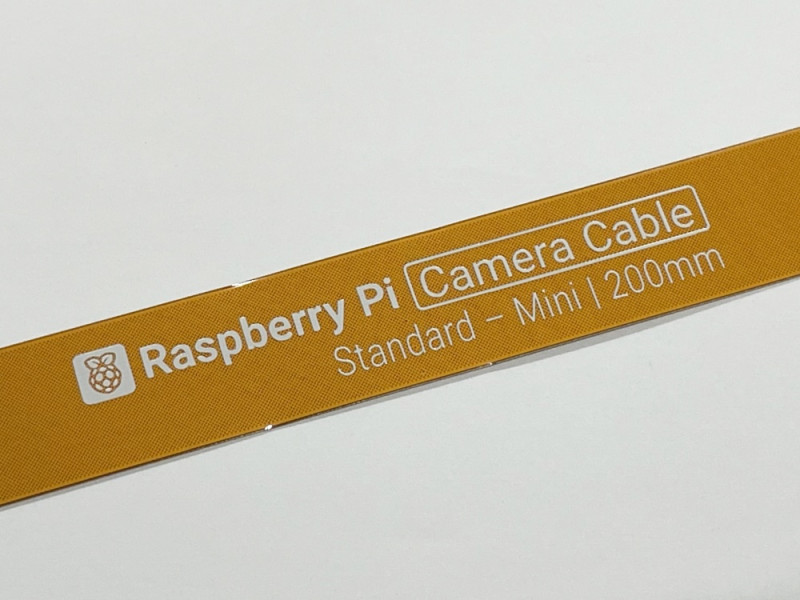 Raspberry Pi Camera Cable
Standard – Mini | 200mm